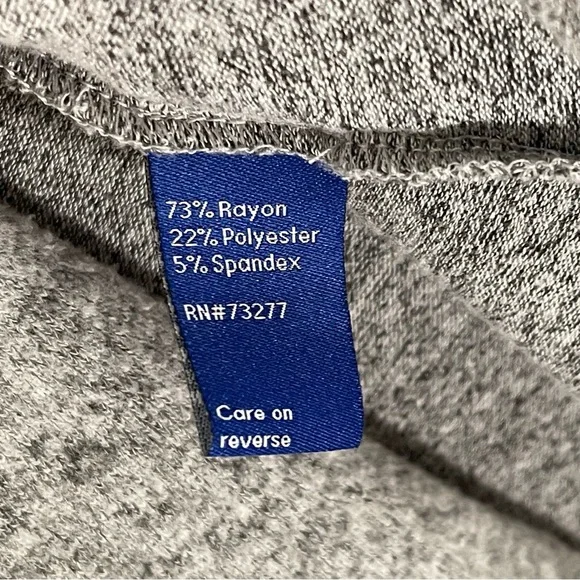 73% Rayon
22% Polyester
5% Spandex
RN#73277
Care on
reverse